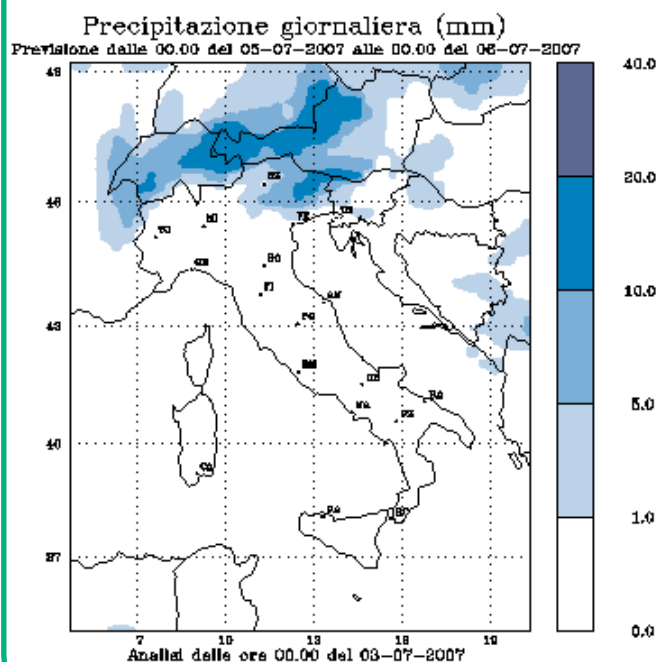 Precipitazione giornaliera (mm)
Previsione dalle 00.00 del 05-07-2007 alle 00.00 del 06-07-2007
49
46
43
40
37
7
10
13
16
19
40.0
20.0
10.0
5.0
1.0
0.0
BZ
TO
MI
GE
BO
FI
AN
PG
RM
NA
PZ
BA
CA
PA
Analisi delle ore 00.00 del 03-07-2007